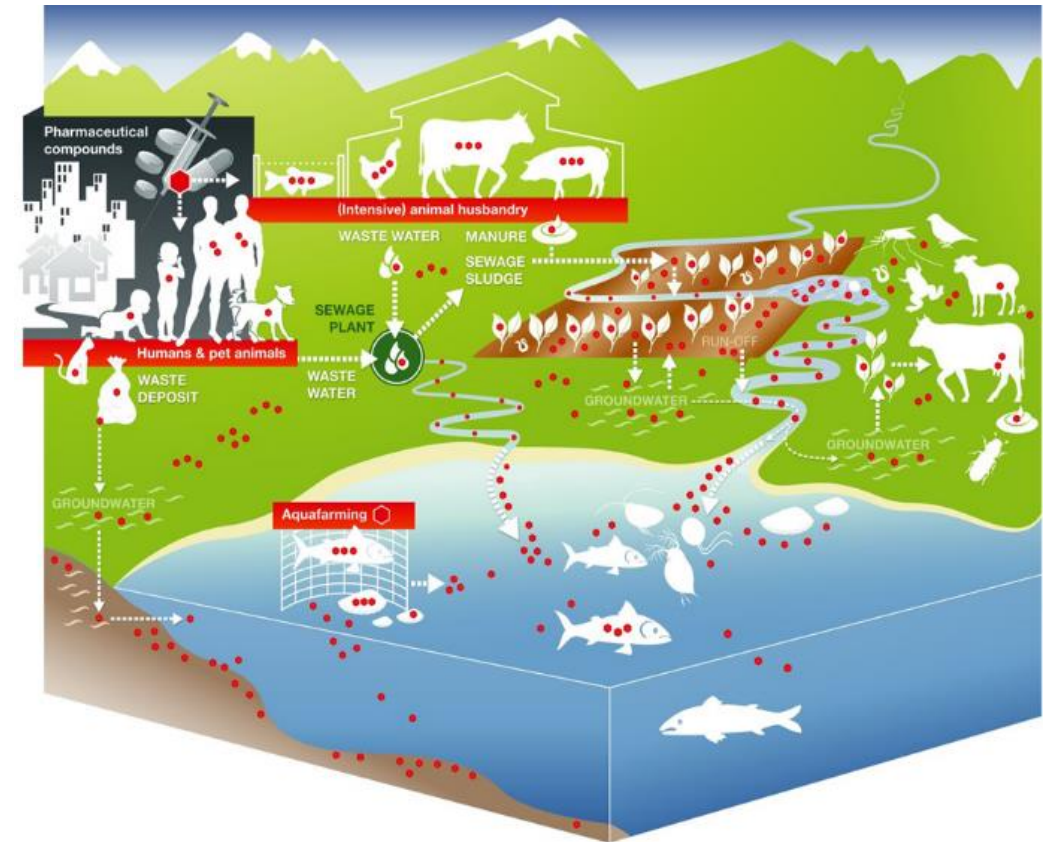 Pharmaceutical
compounds
(Intensive) animal husbandry
WASTE WATER
MANURE
SEWAGE
SLUDGE
SEWAGE
PLANT
Humans & pet animals
WASTE
DEPOSIT
WASTE
WATER
RUN-OFF
GROUNDWATER
GROUNDWATER
GROUNDWATER
Aquafarming